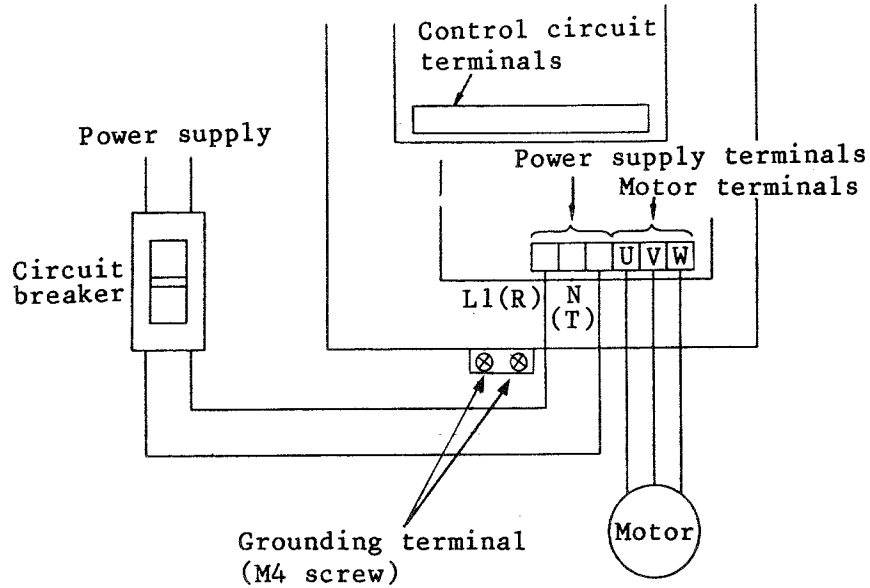 Control circuit
terminals
Power supply
Power supply terminals
Motor terminals
U V W
Circuit
breaker
L1(R) N
(T)
Grounding terminal
(M4 screw)
Motor